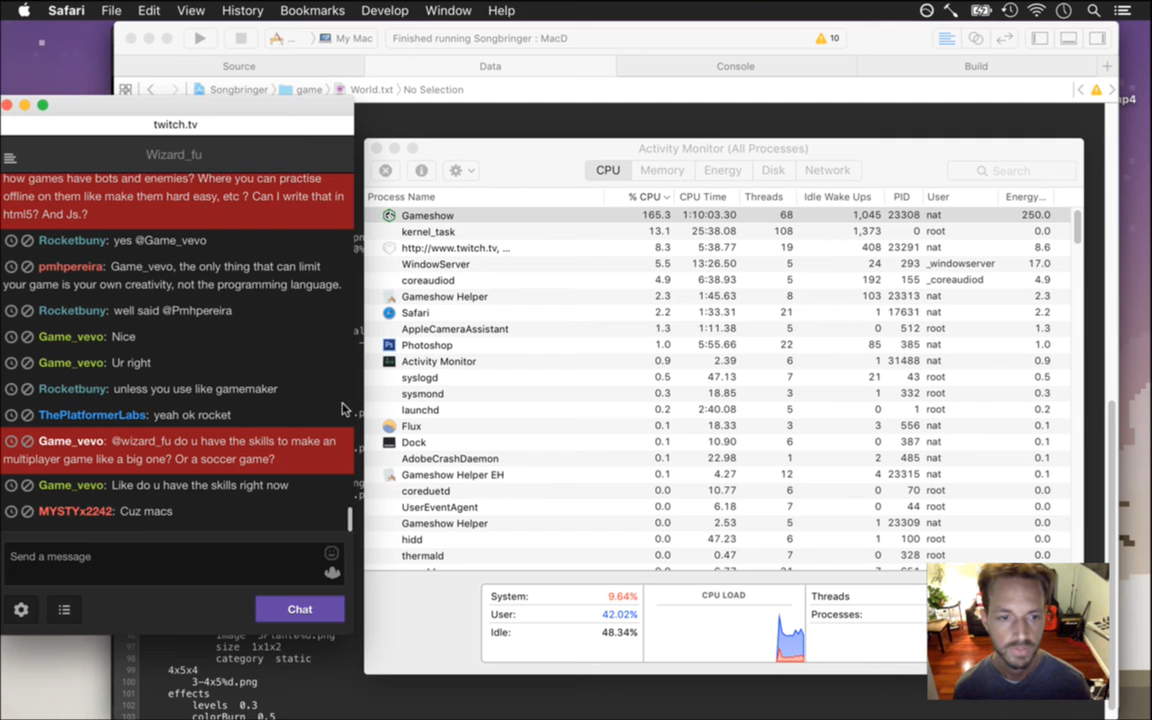 Safari File Edit View History Bookmarks Develop Window Help
My Mac Finished running Songbringer : MacD 10
Source Data Console Build
Songbringer game World.txt No Selection
mp4
twitch.tv
Wizard_fu
how games have bots and enemies? Where you can practise
offline on them like make them hard easy, etc ? Can I write that in
html5? And Js.?
Rocketbuny: yes @Game_vevo
pmhpereira: Game_vevo, the only thing that can limit
your game is your own creativity, not the programming language.
Rocketbuny: well said @Pmhpereira
Game_vevo: Nice
Game_vevo: Ur right
Rocketbuny: unless you use like gamemaker
ThePlatformerLabs: yeah ok rocket
Game_vevo: @wizard_fu do u have the skills to make an
multiplayer game like a big one? Or a soccer game?
Game_vevo: Like do u have the skills right now
MYSTYx2242: Cuz macs
Send a message
Chat
Activity Monitor (All Processes)
CPU Memory Energy Disk Network Search
Process Name % CPU CPU Time Threads Idle Wake Ups PID User Energy...
Gameshow 165.3 1:10:03.30 68 1,045 23308 nat 250.0
kernel_task 13.1 25:38.08 108 1,373 0 root 0.0
http://www.twitch.tv, ... 8.3 5:38.77 19 408 23291 nat 8.6
WindowServer 5.5 13:26.50 5 24 293 _windowserver 17.0
coreaudiod 4.9 6:38.93 5 192 155 _coreaudiod 4.9
Gameshow Helper 2.3 1:45.63 8 103 23313 nat 2.3
Safari 2.2 1:33.31 21 1 17631 nat 2.2
AppleCameraAssistant 1.3 1:11.38 5 0 512 root 1.3
Photoshop 1.0 5:55.66 22 85 385 nat 1.0
Activity Monitor 0.9 2.39 6 1 31488 nat 0.9
syslogd 0.5 47.13 7 21 43 root 0.5
sysmond 0.3 18.85 3 1 332 root 0.3
launchd 0.2 2:40.08 5 0 1 root 0.2
Flux 0.1 18.33 3 3 556 nat 0.1
Dock 0.1 10.90 4 0 387 nat 0.1
AdobeCrashDaemon 0.1 22.98 1 2 485 nat 0.1
Gameshow Helper EH 0.1 4.27 12 4 23315 nat 0.1
coreduetd 0.0 10.77 6 0 70 root 0.0
UserEventAgent 0.0 6.18 7 0 44 root 0.0
Gameshow Helper 0.0 2.53 5 1 23309 nat 0.0
hidd 0.0 47.23 6 1 100 root 0.0
thermald 0.0 0.47 7 0 328 root 0.0
System: 9.64% CPU LOAD Threads
User: 42.02% Processes:
Idle: 48.34%
97 size 1x1x2
98 category static
99 4x5x4
100 3-4x5%d.png
101 effects
102 levels 0.3
103 colorBurn 0.5